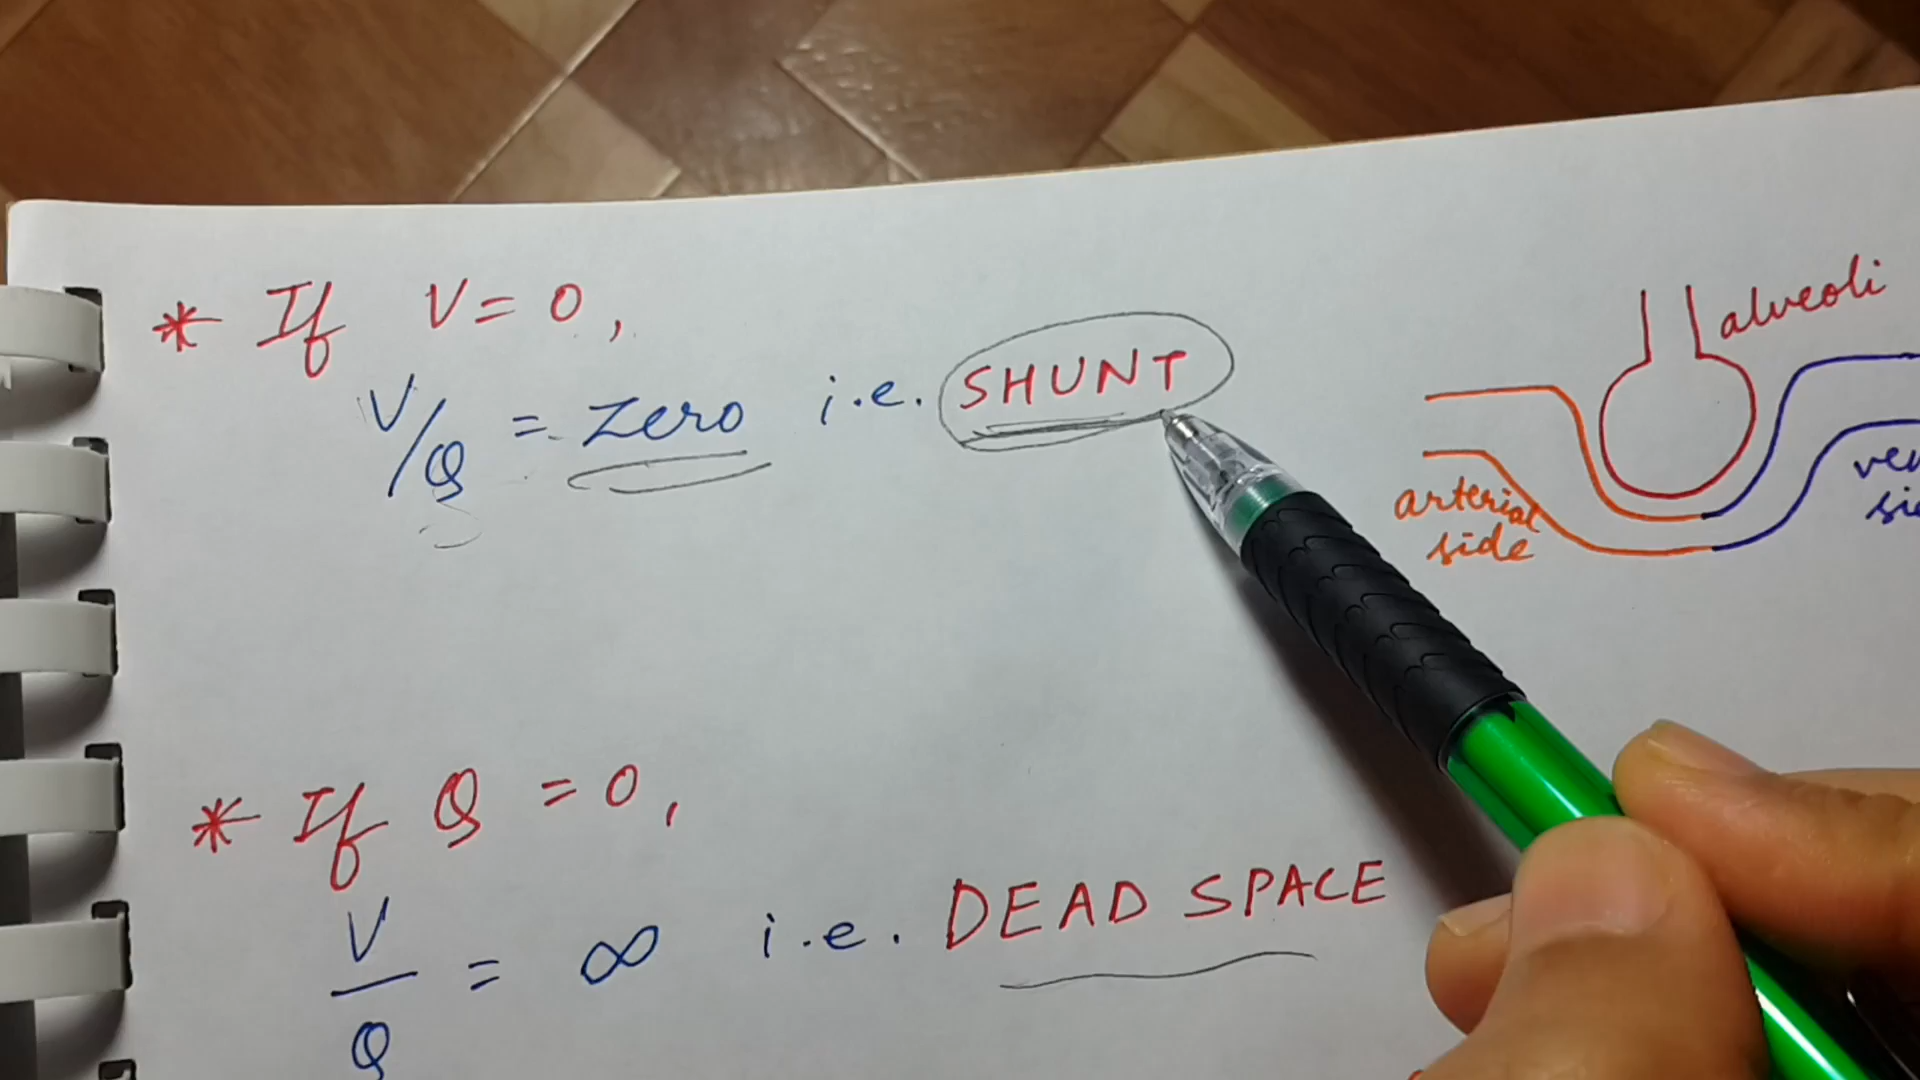 * If V = 0,
V/Q = Zero i.e. SHUNT
alveoli
arterial
side
* If Q = 0,
V/Q = ∞ i.e. DEAD SPACE